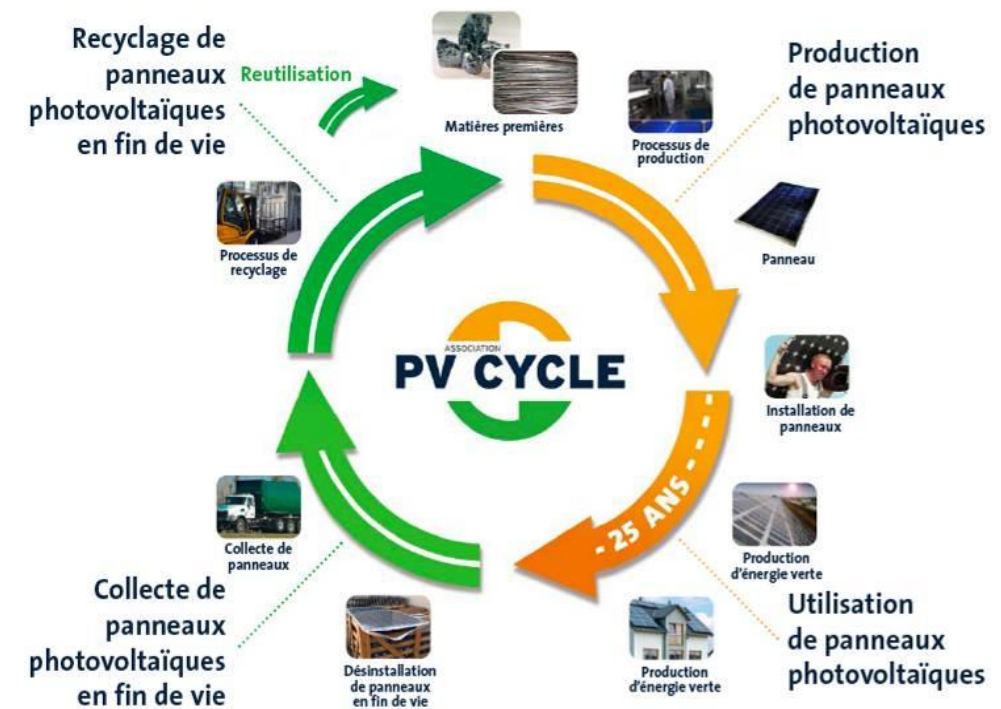 Recyclage de
panneaux
photovoltaïques
en fin de vie
Reutilisation
Matières premières
Processus de
production
Production
de panneaux
photovoltaïques
Panneau
Installation de
panneaux
- 25 ANS - - - -
Production
d'énergie verte
Utilisation
de panneaux
photovoltaïques
Production
d'énergie verte
Désinstallation
de panneaux
en fin de vie
Collecte de
panneaux
photovoltaïques
en fin de vie
Collecte de
panneaux
Processus de
recyclage
ASSOCIATION
PV CYCLE